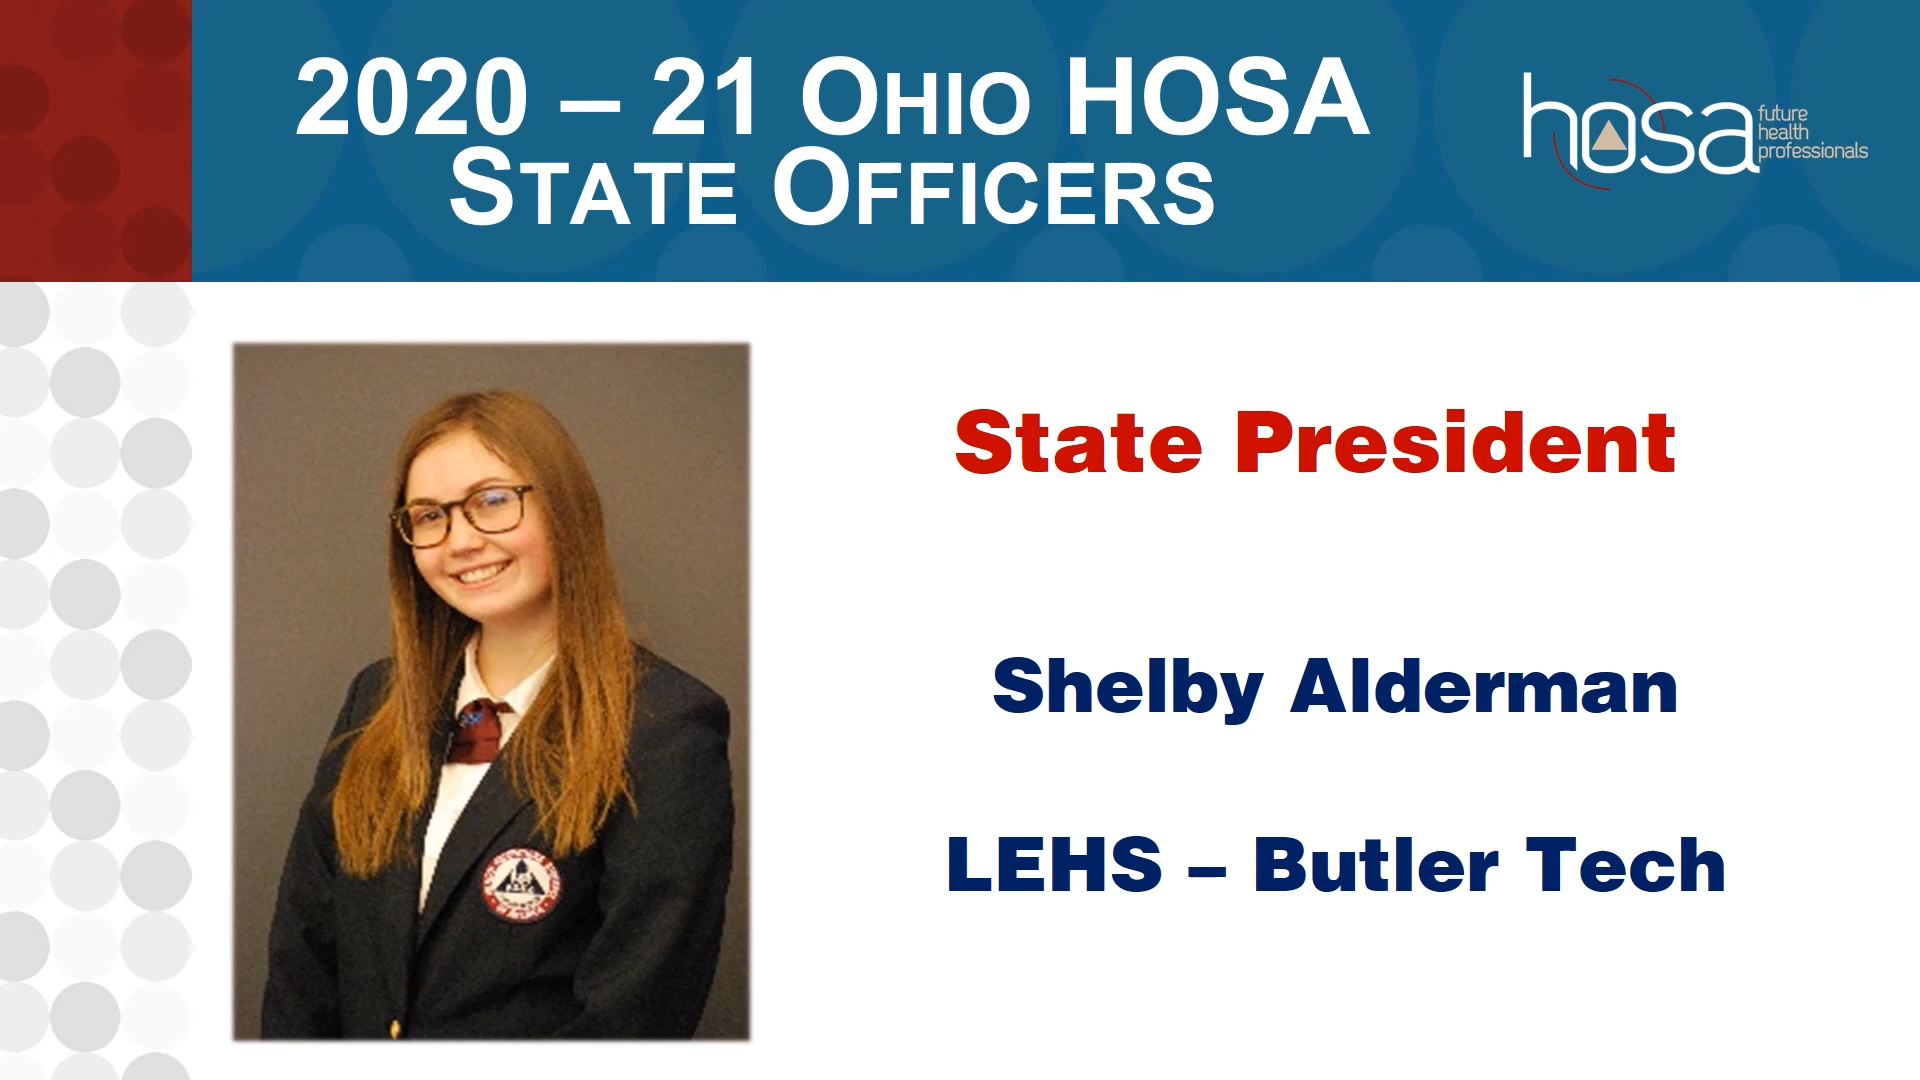 2020 – 21 OHIO HOSA
STATE OFFICERS
hosa
future
health
professionals
State President
Shelby Alderman
LEHS – Butler Tech